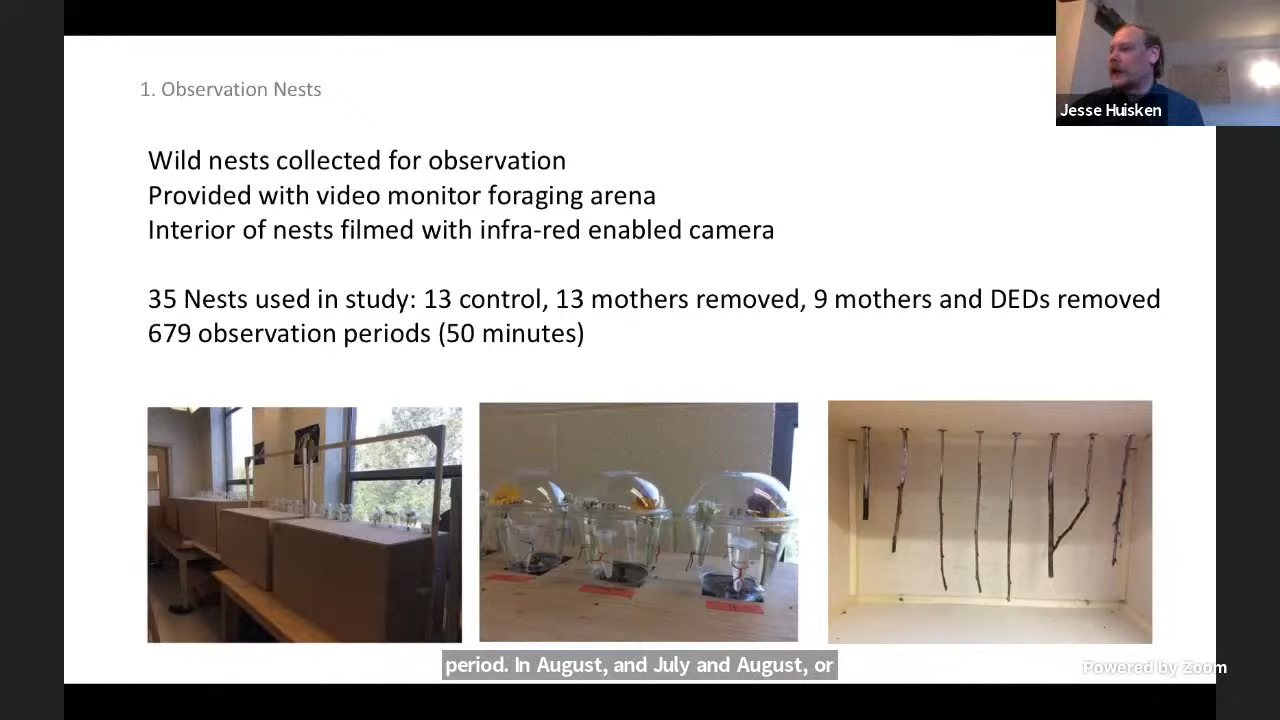 1. Observation Nests
Jesse Huisken
Wild nests collected for observation
Provided with video monitor foraging arena
Interior of nests filmed with infra-red enabled camera
35 Nests used in study: 13 control, 13 mothers removed, 9 mothers and DEDs removed
679 observation periods (50 minutes)
period. In August, and July and August, or
Powered by Zoom